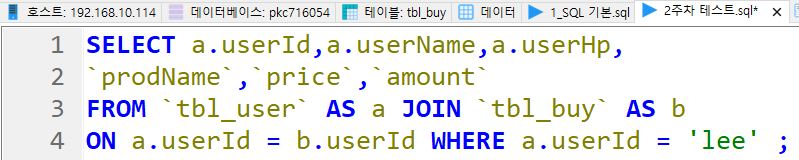 호스트: 192.168.10.114 데이터베이스: pkc716054 테이블: tbl_buy 데이터 1_SQL 기본.sql 2주차 테스트.sql*
1 SELECT a.userId,a.userName,a.userHp,
2 `prodName`,`price`,`amount`
3 FROM `tbl_user` AS a JOIN `tbl_buy` AS b
4 ON a.userId = b.userId WHERE a.userId = 'lee' ;